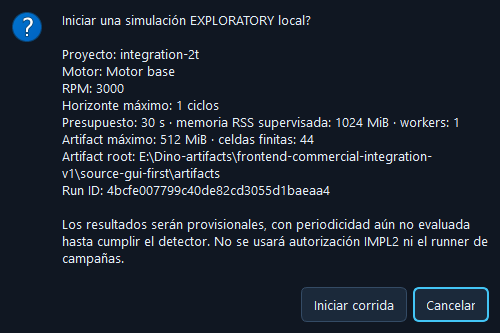 Iniciar una simulación EXPLORATORY local?
Proyecto: integration-2t
Motor: Motor base
RPM: 3000
Horizonte máximo: 1 ciclos
Presupuesto: 30 s · memoria RSS supervisada: 1024 MiB · workers: 1
Artifact máximo: 512 MiB · celdas finitas: 44
Artifact root: E:\Dino-artifacts\frontend-commercial-integration-
v1\source-gui-first\artifacts
Run ID: 4bcfe007799c40de82cd3055d1baeaa4
Los resultados serán provisionales, con periodicidad aún no evaluada
hasta cumplir el detector. No se usará autorización IMPL2 ni el runner de
campañas.
Iniciar corrida
Cancelar